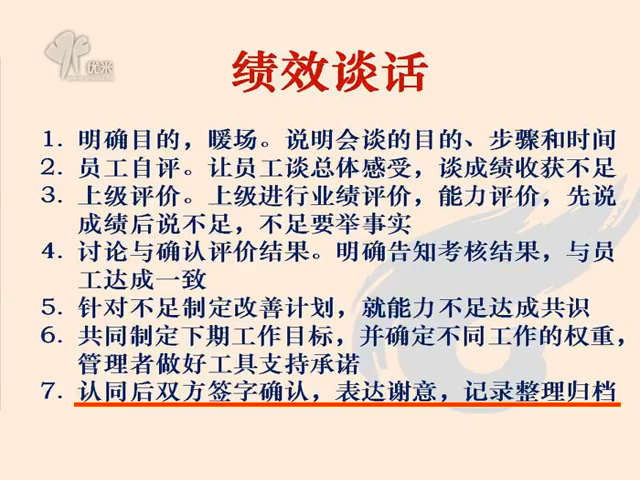 优米
绩效谈话
1. 明确目的，暖场。说明会谈的目的、步骤和时间
2. 员工自评。让员工谈总体感受，谈成绩收获不足
3. 上级评价。上级进行业绩评价，能力评价，先说
成绩后说不足，不足要举事实
4. 讨论与确认评价结果。明确告知考核结果，与员
工达成一致
5. 针对不足制定改善计划，就能力不足达成共识
6. 共同制定下期工作目标，并确定不同工作的权重，
管理者做好工具支持承诺
7. 认同后双方签字确认，表达谢意，记录整理归档